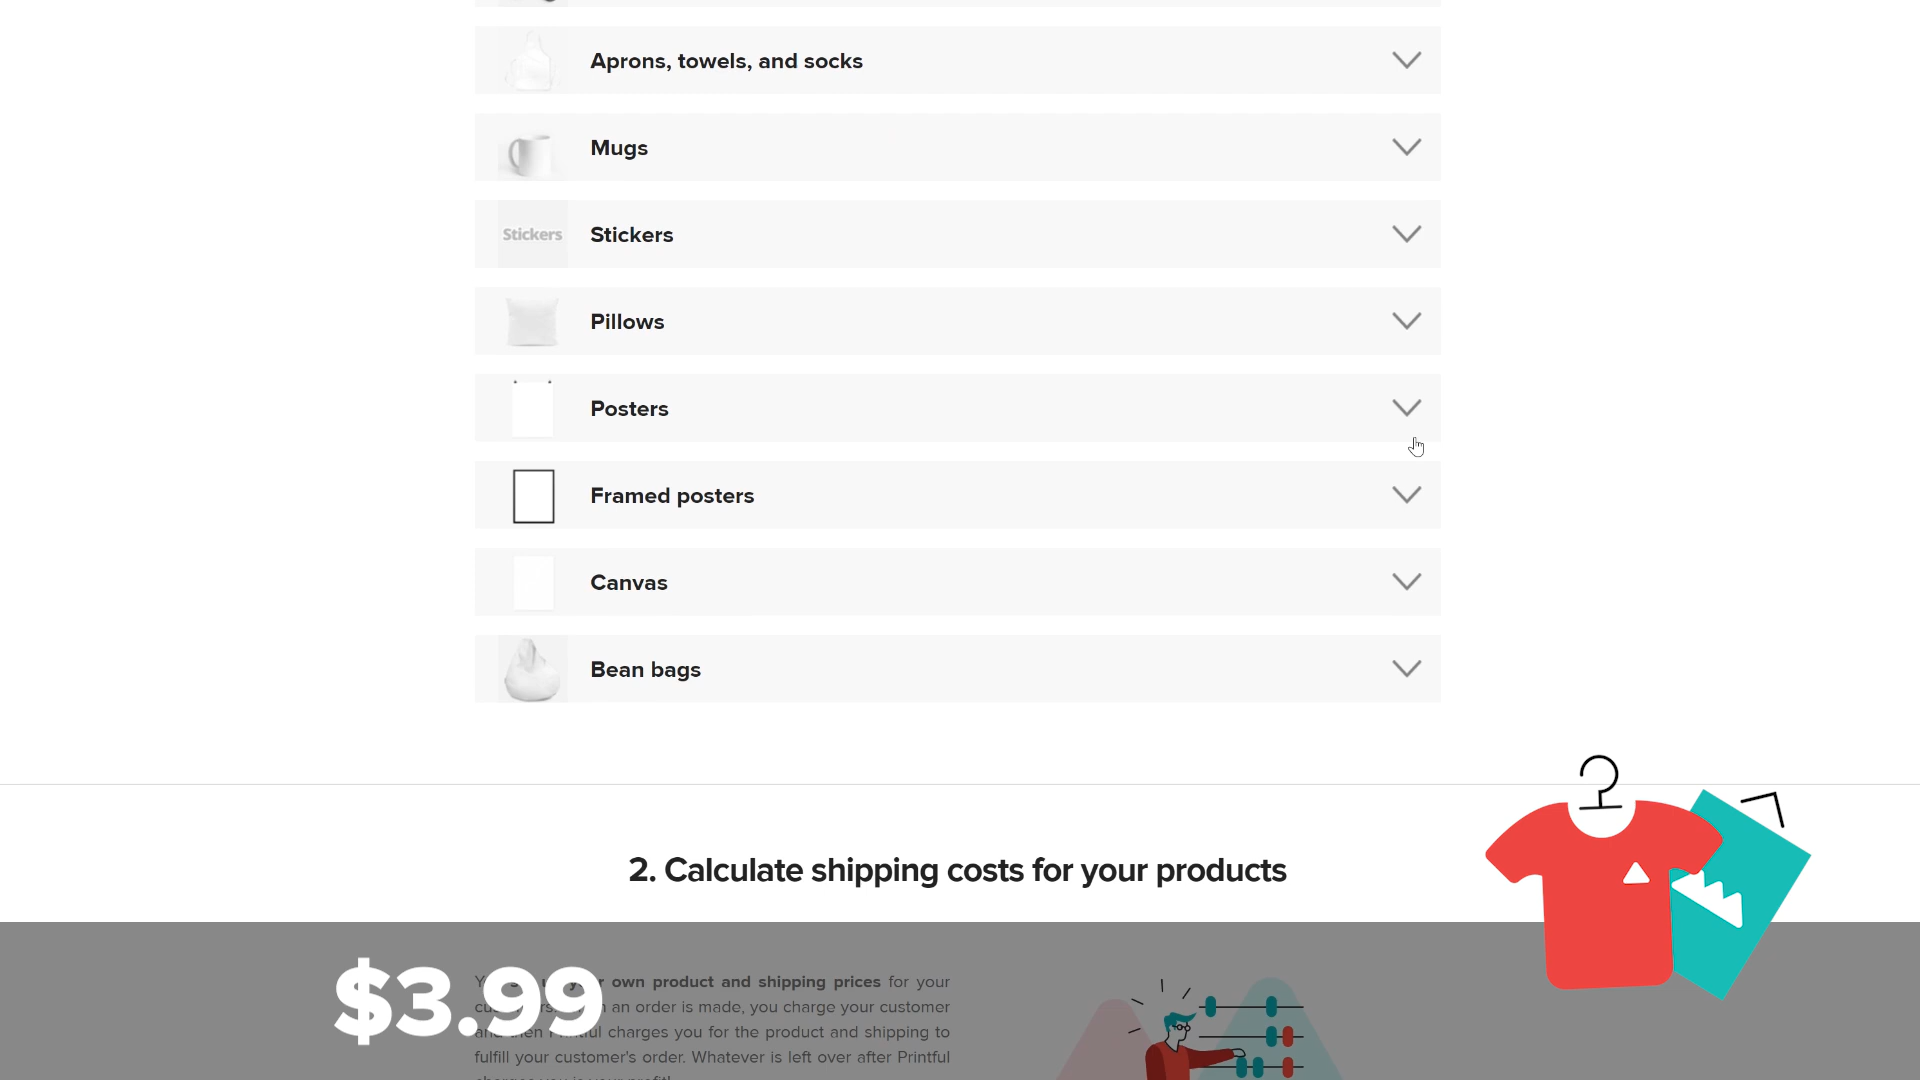 Aprons, towels, and socks
Mugs
Stickers
Stickers
Pillows
Posters
Framed posters
Canvas
Bean bags
2. Calculate shipping costs for your products
$3.99
own product and shipping prices for your
an order is made, you charge your customer
charges you for the product and shipping to
fulfill your customer's order. Whatever is left over after Printful